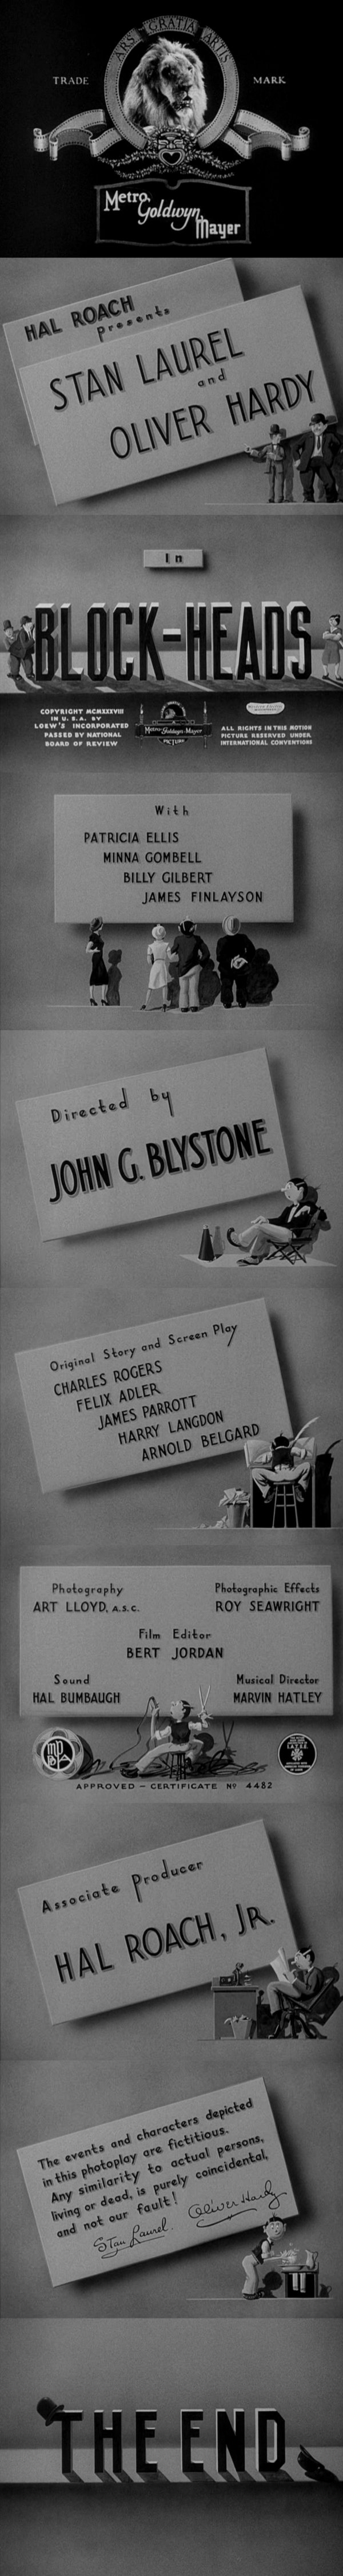 ARS GRATIA ARTIS
TRADE MARK
Metro
Goldwyn
Mayer
HAL ROACH
presents
STAN LAUREL
and
OLIVER HARDY
In
BLOCK-HEADS
COPYRIGHT MCMXXXVIII
IN U. S. A. BY
LOEW'S INCORPORATED
PASSED BY NATIONAL
BOARD OF REVIEW
Metro-Goldwyn-Mayer
PICTURE
ALL RIGHTS IN THIS MOTION
PICTURE RESERVED UNDER
INTERNATIONAL CONVENTIONS
With
PATRICIA ELLIS
MINNA GOMBELL
BILLY GILBERT
JAMES FINLAYSON
Directed by
JOHN G. BLYSTONE
Original Story and Screen Play
CHARLES ROGERS
FELIX ADLER
JAMES PARROTT
HARRY LANGDON
ARNOLD BELGARD
Photography
ART LLOYD, A.S.C.
Photographic Effects
ROY SEAWRIGHT
Film Editor
BERT JORDAN
Sound
HAL BUMBAUGH
Musical Director
MARVIN HATLEY
APPROVED - CERTIFICATE Nº 4482
Associate Producer
HAL ROACH, JR.
The events and characters depicted
in this photoplay are fictitious.
Any similarity to actual persons,
living or dead, is purely coincidental,
and not our fault!
Stan Laurel. Oliver Hardy
THE END